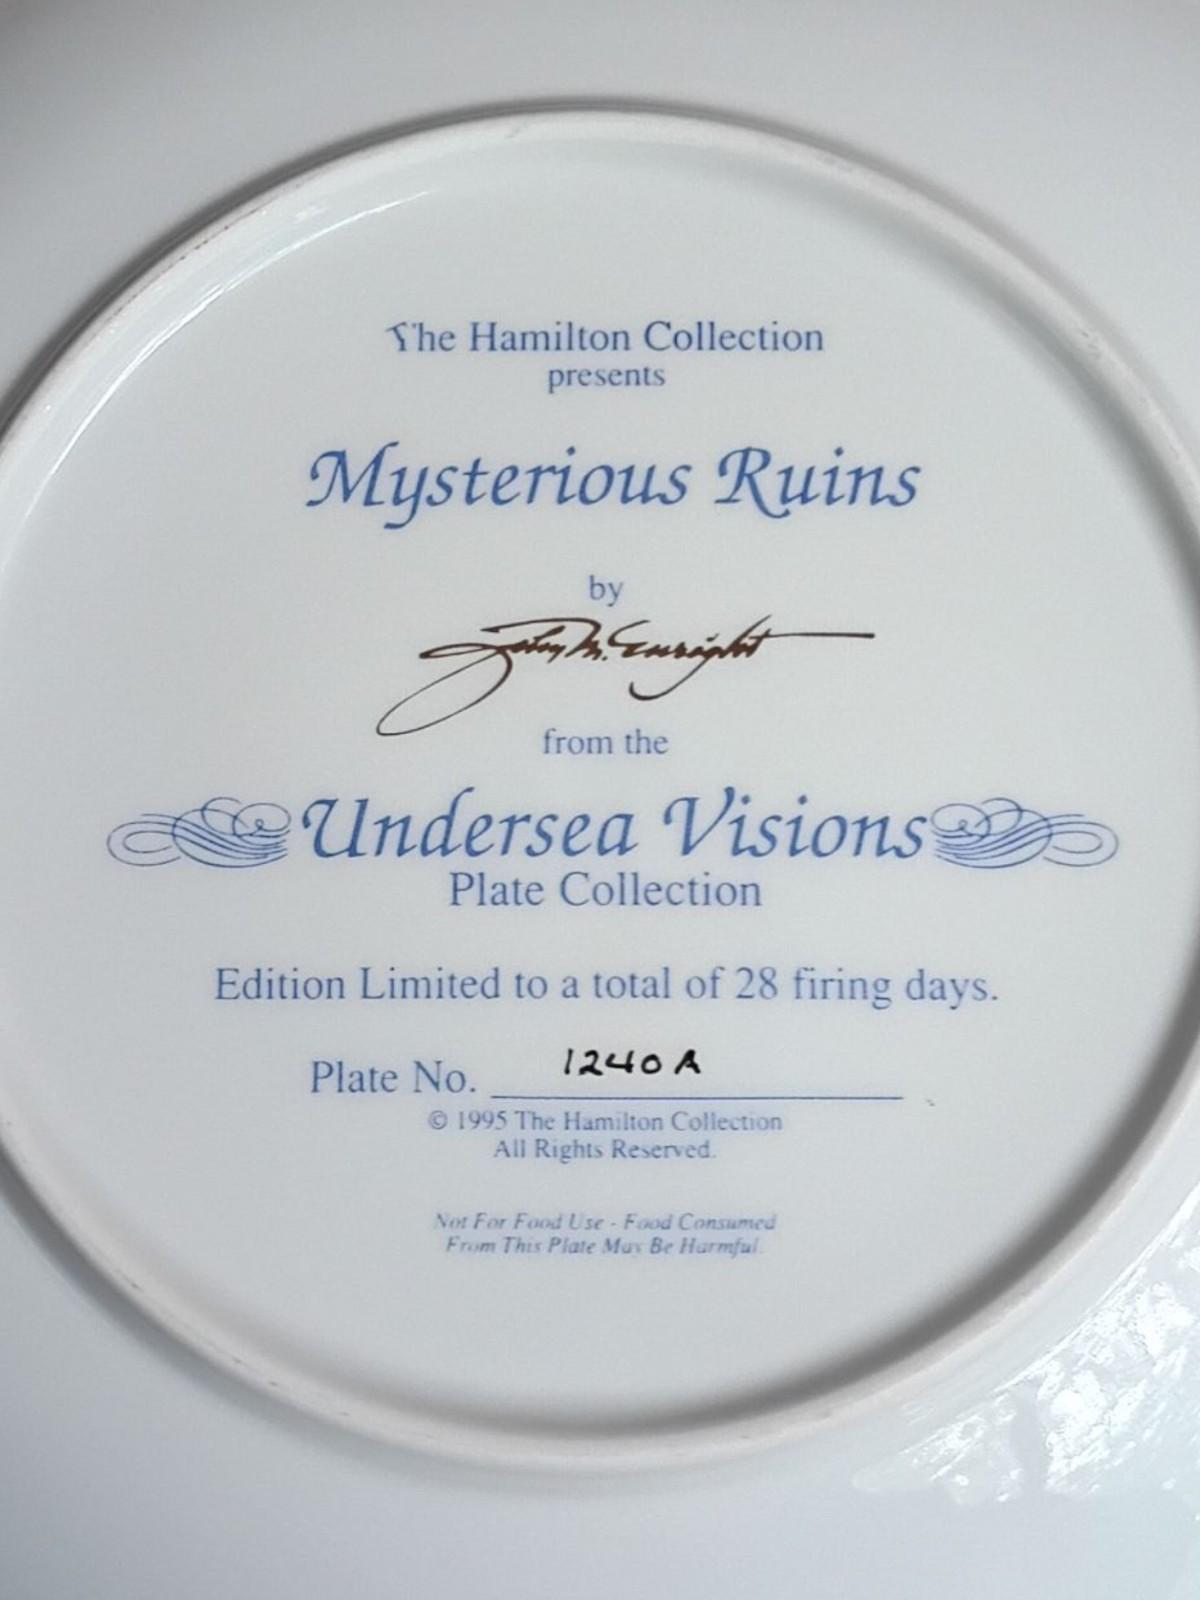 The Hamilton Collection
presents
Mysterious Ruins
by
John M. Enright
from the
Undersea Visions
Plate Collection
Edition Limited to a total of 28 firing days.
Plate No. 1240A
© 1995 The Hamilton Collection
All Rights Reserved.
Not For Food Use - Food Consumed
From This Plate May Be Harmful.